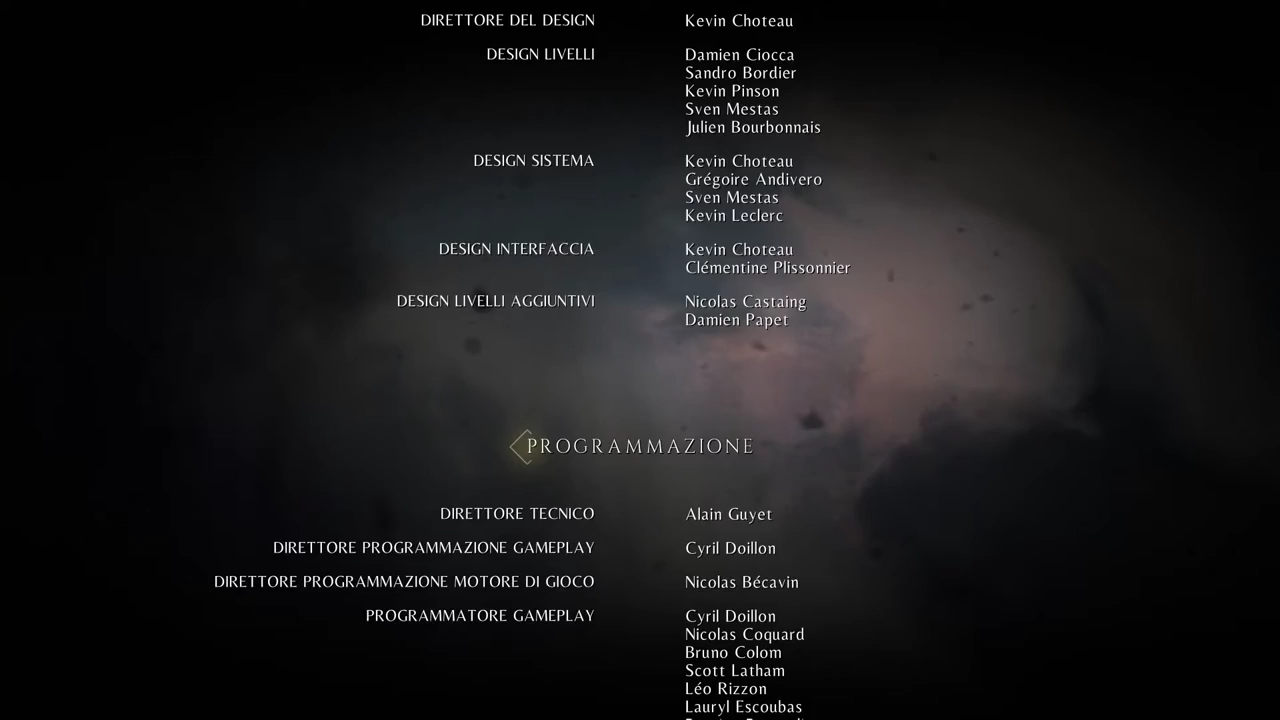 DIRETTORE DEL DESIGN Kevin Choteau
DESIGN LIVELLI Damien Ciocca
Sandro Bordier
Kevin Pinson
Sven Mestas
Julien Bourbonnais
DESIGN SISTEMA Kevin Choteau
Grégoire Andivero
Sven Mestas
Kevin Leclerc
DESIGN INTERFACCIA Kevin Choteau
Clémentine Plissonnier
DESIGN LIVELLI AGGIUNTIVI Nicolas Castaing
Damien Papet
PROGRAMMAZIONE
DIRETTORE TECNICO Alain Guyet
DIRETTORE PROGRAMMAZIONE GAMEPLAY Cyril Doillon
DIRETTORE PROGRAMMAZIONE MOTORE DI GIOCO Nicolas Bécavin
PROGRAMMATORE GAMEPLAY Cyril Doillon
Nicolas Coquard
Bruno Colom
Scott Latham
Léo Rizzon
Lauryl Escoubas